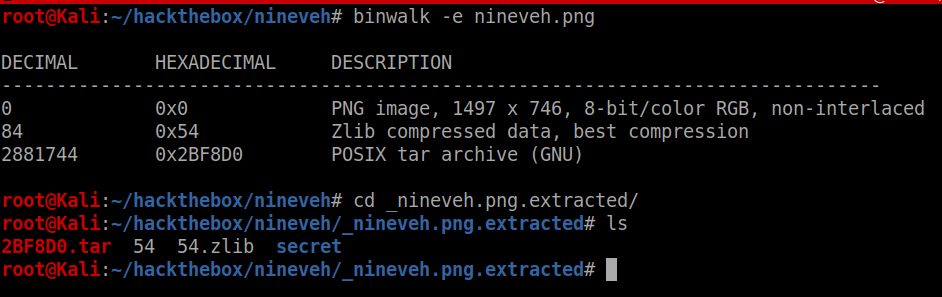 root@Kali:~/hackthebox/nineveh# binwalk -e nineveh.png
DECIMAL       HEXADECIMAL     DESCRIPTION
--------------------------------------------------------------------------------
0             0x0             PNG image, 1497 x 746, 8-bit/color RGB, non-interlaced
84            0x54            Zlib compressed data, best compression
2881744       0x2BF8D0        POSIX tar archive (GNU)
root@Kali:~/hackthebox/nineveh# cd _nineveh.png.extracted/
root@Kali:~/hackthebox/nineveh/_nineveh.png.extracted# ls
2BF8D0.tar  54  54.zlib  secret
root@Kali:~/hackthebox/nineveh/_nineveh.png.extracted#